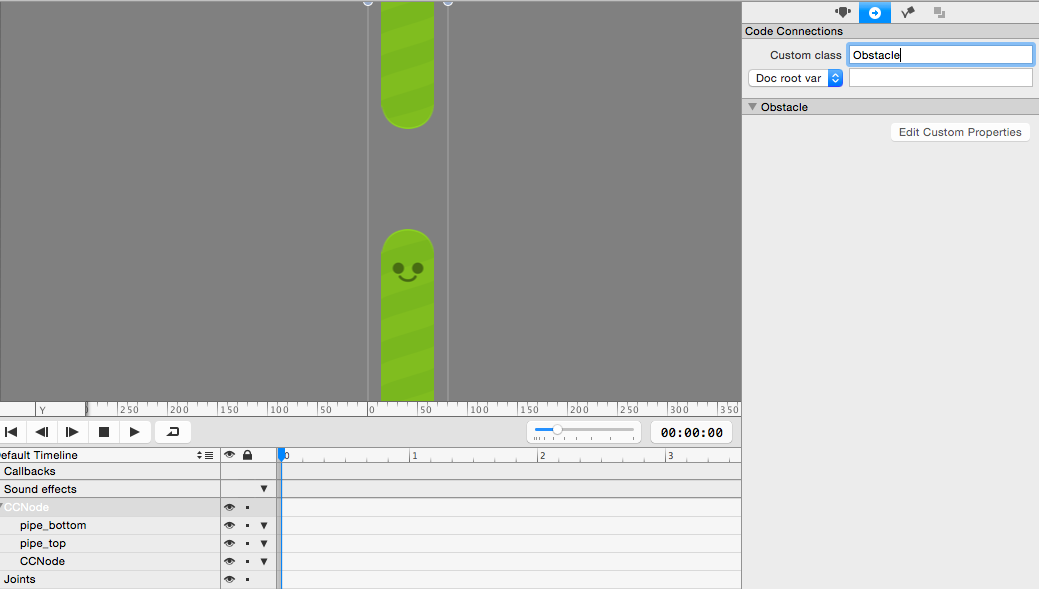 Code Connections
Custom class Obstacle
Doc root var
Obstacle
Edit Custom Properties
Y 250 200 150 100 50 0 50 100 150 200 250 300 350
00:00:00
efault Timeline 0 1 2 3
Callbacks
Sound effects
CCNode
pipe_bottom
pipe_top
CCNode
Joints